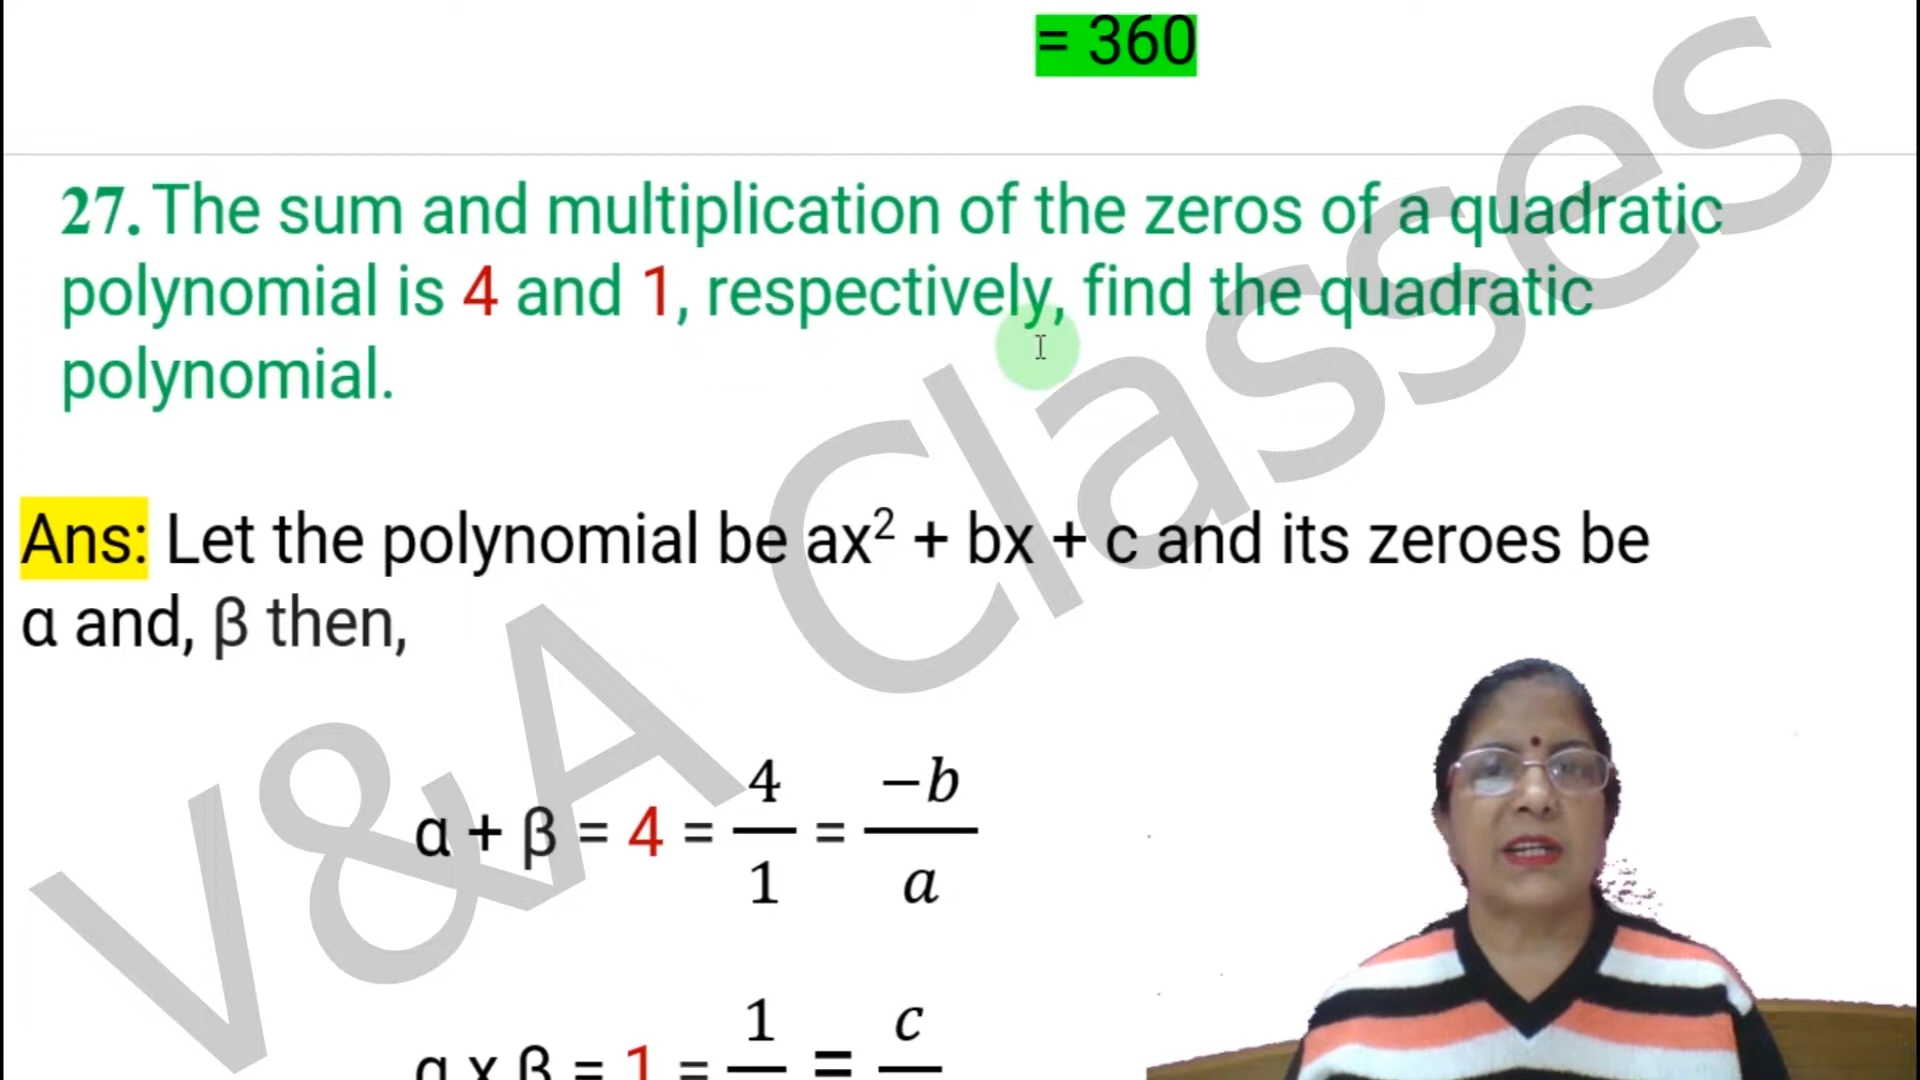 = 360
27. The sum and multiplication of the zeros of a quadratic
polynomial is 4 and 1, respectively, find the quadratic
polynomial.
Ans: Let the polynomial be ax² + bx + c and its zeroes be
α and, β then,
α + β = 4 = 4/1 = −b/a
α x β = 1 = 1/ = c/
V&A Classes